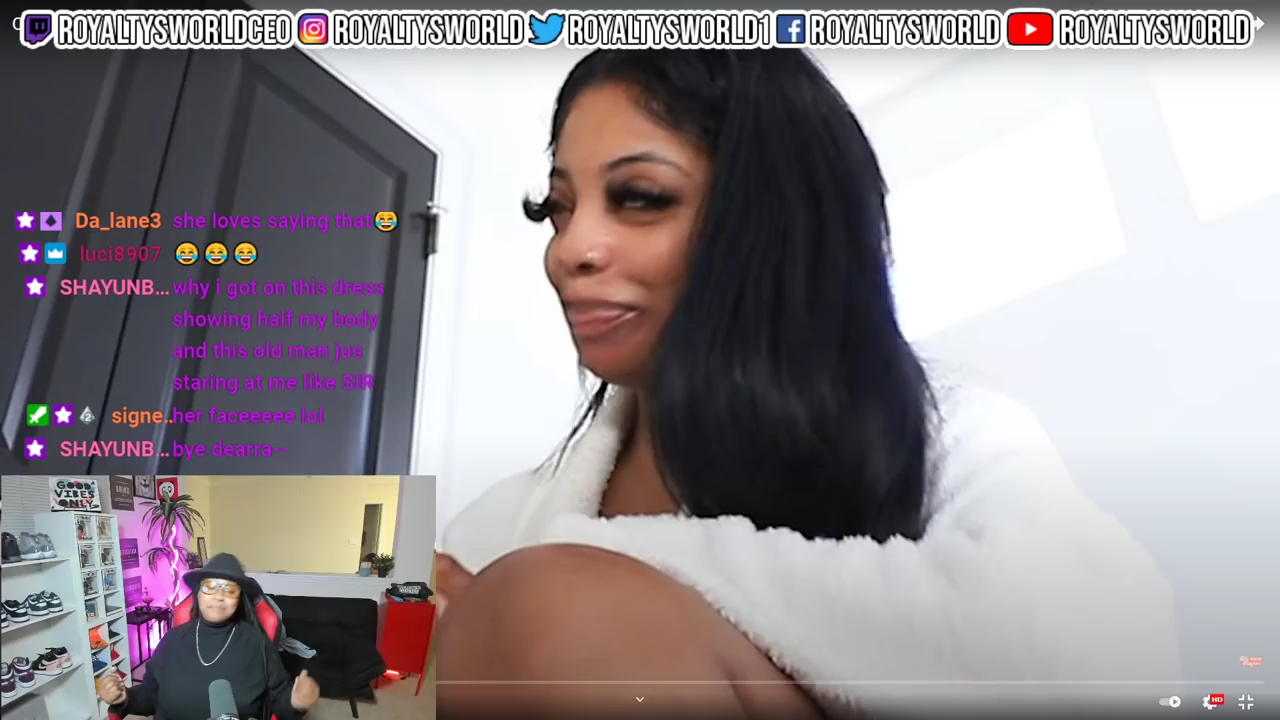 ROYALTYSWORLDCEO ROYALTYSWORLD ROYALTYSWORLD1 ROYALTYSWORLD ROYALTYSWORLD
Da_lane3 she loves saying that😂
luci8907 😂 😂 😂
SHAYUNB... why i got on this dress
showing half my body
and this old man jus
staring at me like SIR
signe.. her faceeeee lol
SHAYUNB... bye dearra--
GOOD
VIBES
ONLY
HD